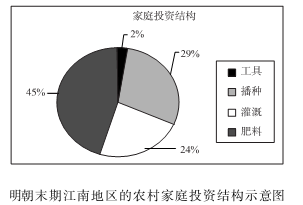 家庭投资结构
2%
29%
45%
24%
工具
播种
灌溉
肥料
明朝末期江南地区的农村家庭投资结构示意图